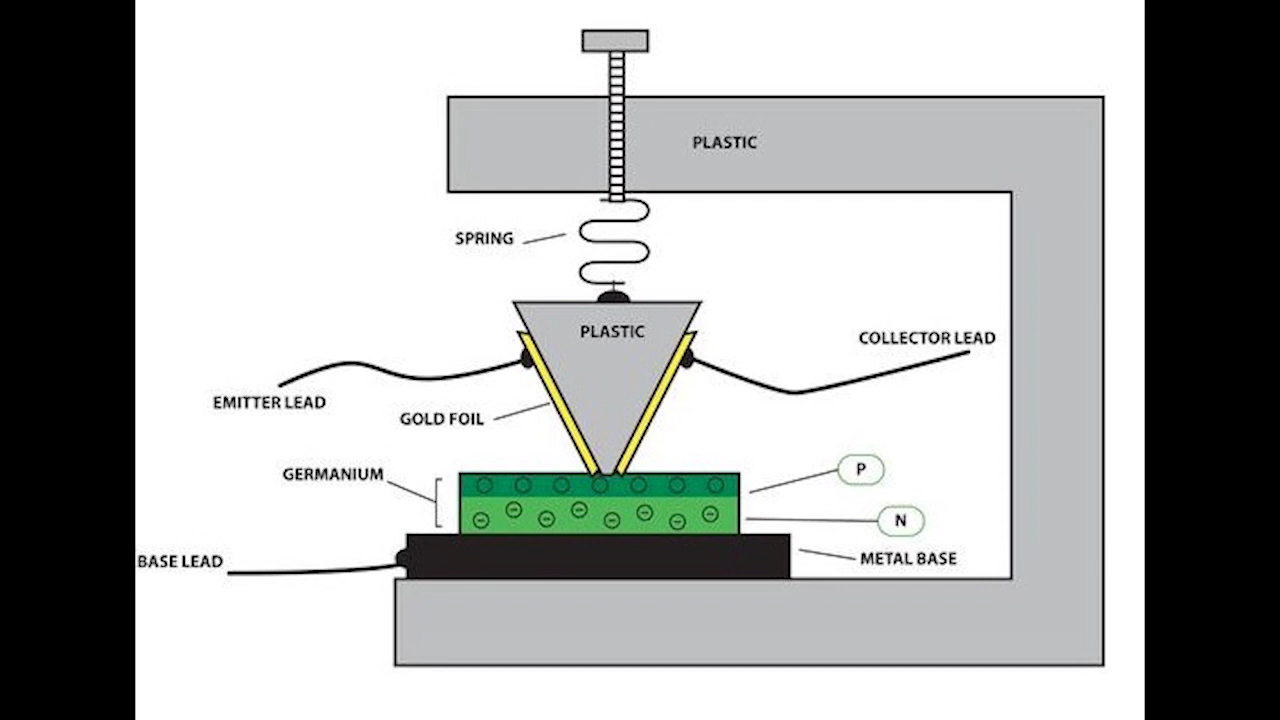 PLASTIC
SPRING
PLASTIC
COLLECTOR LEAD
EMITTER LEAD
GOLD FOIL
GERMANIUM
P
N
BASE LEAD
METAL BASE